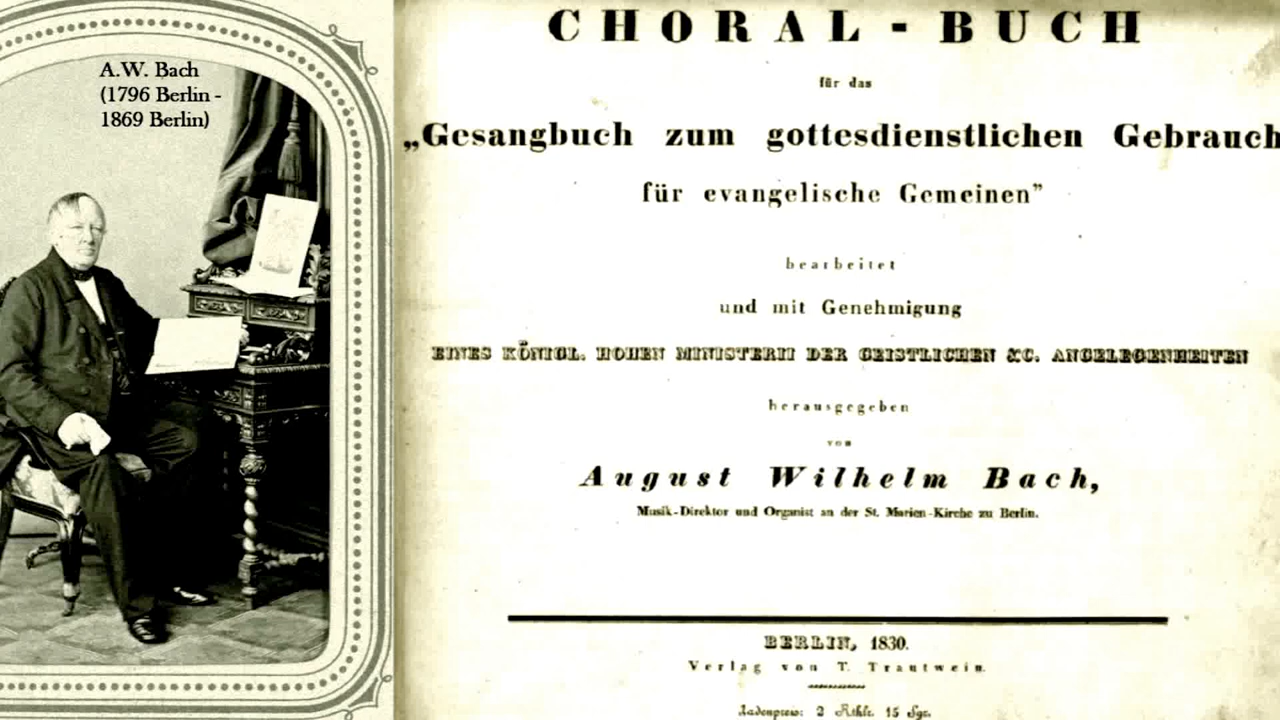 A.W. Bach
(1796 Berlin -
1869 Berlin)
CHORAL - BUCH
für das
„Gesangbuch zum gottesdienstlichen Gebrauch
für evangelische Gemeinen”
bearbeitet
und mit Genehmigung
EINES KÖNIGL. HOHEN MINISTERII DER GEISTLICHEN &C. ANGELEGENHEITEN
herausgegeben
von
August Wilhelm Bach,
Musik-Direktor und Organist an der St. Marien-Kirche zu Berlin.
BERLIN, 1830.
Verlag von T. Trautwein.
Ladenpreis: 2 Rthlr. 15 Sgr.